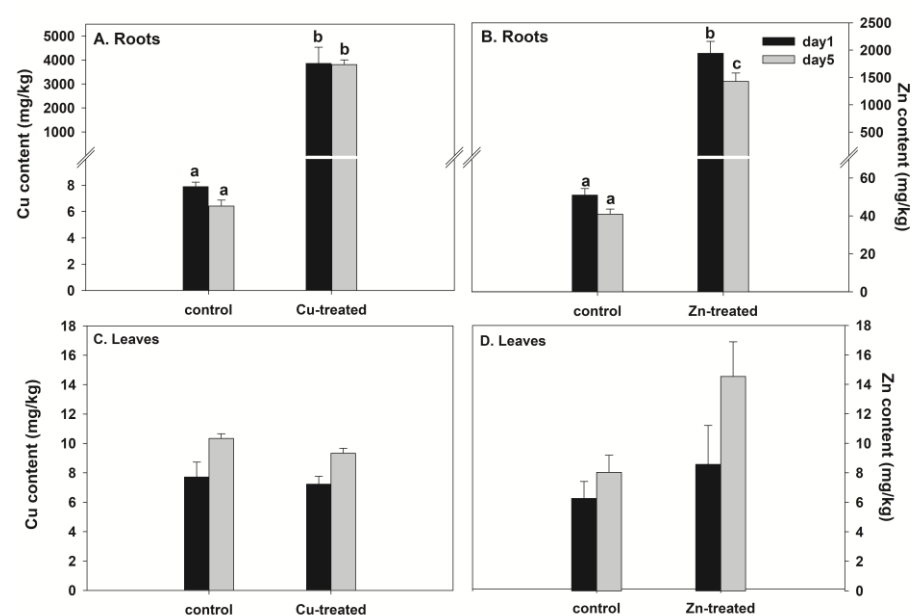 A. Roots
Cu content (mg/kg)
5000
4000
3000
2000
1000
8
6
4
2
0
a
a
b
b
control
Cu-treated
B. Roots
day1
day5
Zn content (mg/kg)
2500
2000
1500
1000
500
60
40
20
0
a
a
b
c
control
Zn-treated
C. Leaves
Cu content (mg/kg)
18
16
14
12
10
8
6
4
2
0
control
Cu-treated
D. Leaves
Zn content (mg/kg)
18
16
14
12
10
8
6
4
2
0
control
Zn-treated